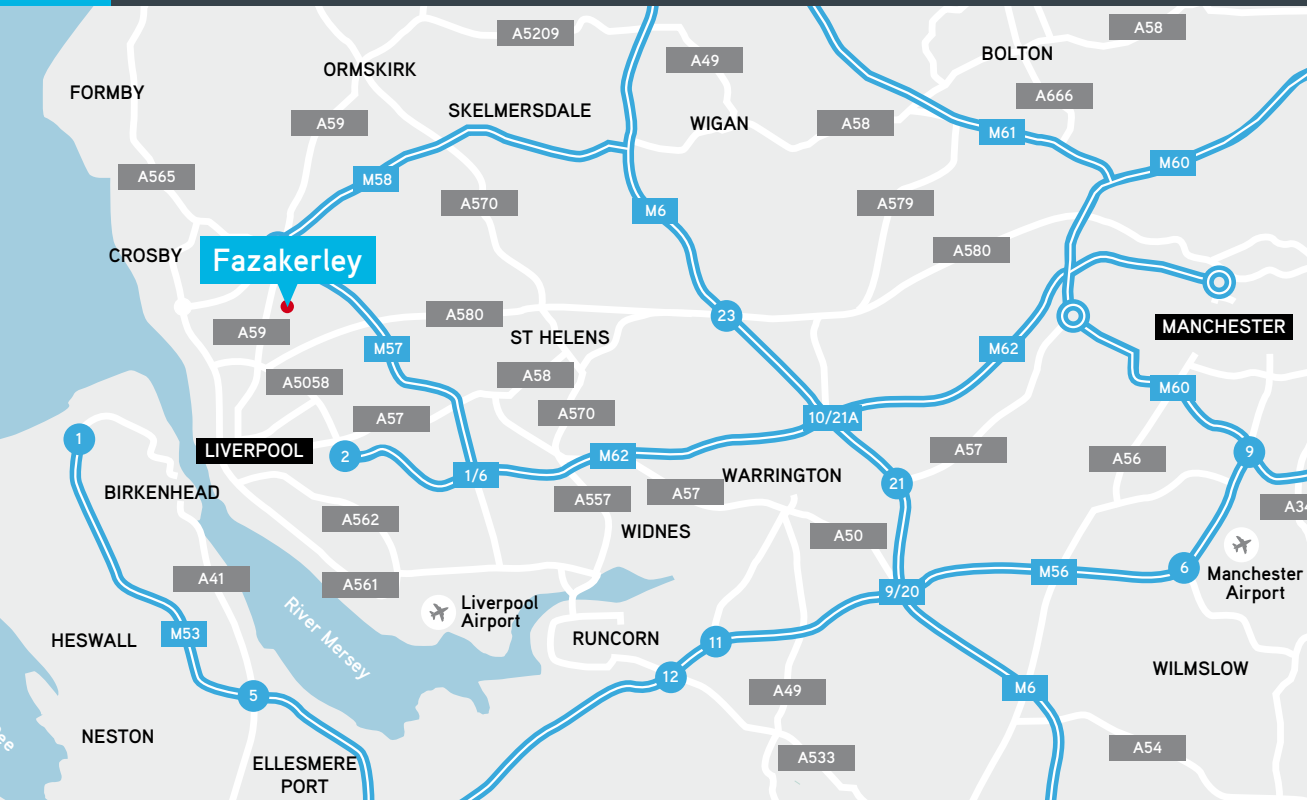 A5209
A58
A49
BOLTON
ORMSKIRK
FORMBY
A666
SKELMERSDALE
A59
WIGAN
A58
M61
M60
A565
M58
A570
A579
M6
CROSBY
Fazakerley
A580
A580
23
A59
MANCHESTER
ST HELENS
M57
M62
A58
A5058
M60
A57
A570
10/21A
1
LIVERPOOL
2
M62
A57
A56
9
1/6
WARRINGTON
21
BIRKENHEAD
A557
A57
A34
A562
WIDNES
A50
A41
A561
M56
6
Manchester
Airport
9/20
Liverpool
Airport
River Mersey
HESWALL
M53
RUNCORN
11
12
WILMSLOW
5
A49
M6
NESTON
A54
A533
ELLESMERE
PORT